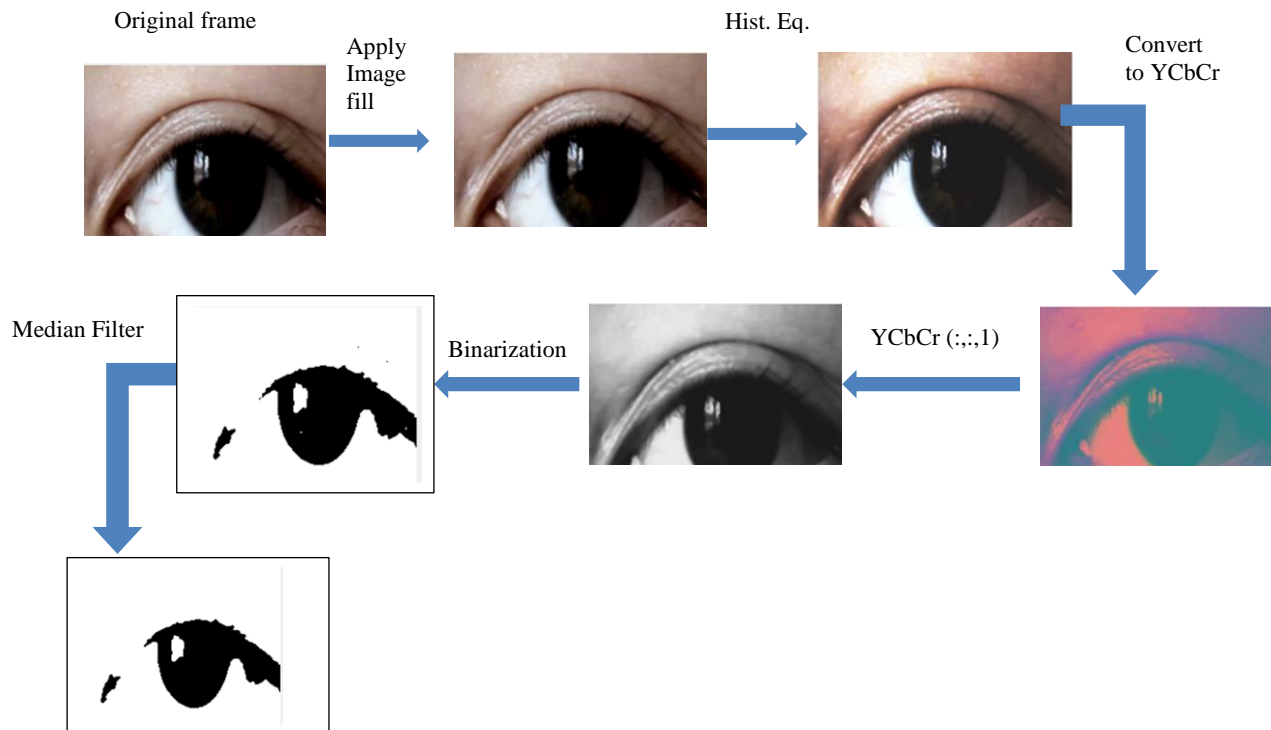 Original frame
Apply
Image
fill
Hist. Eq.
Convert
to YCbCr
YCbCr (:,:,1)
Binarization
Median Filter